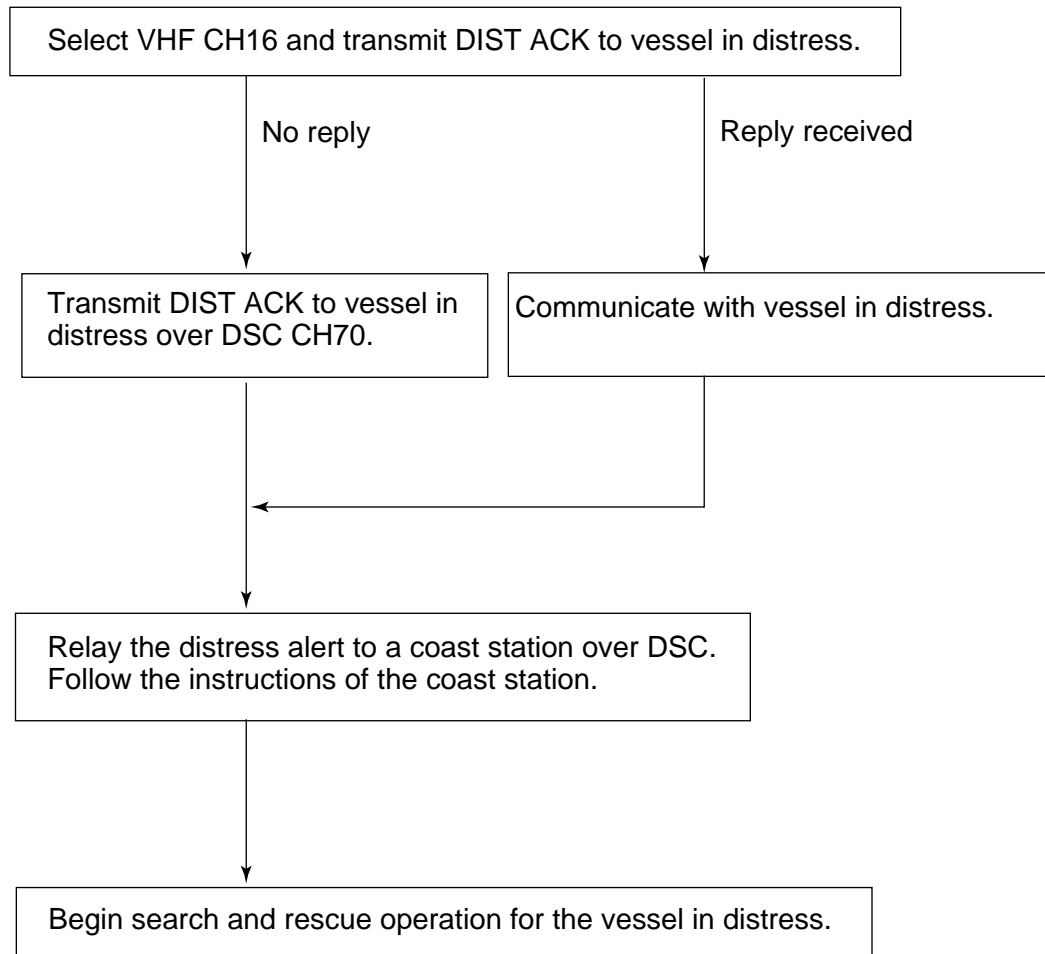 Select VHF CH16 and transmit DIST ACK to vessel in distress.
No reply
Reply received
Transmit DIST ACK to vessel in
distress over DSC CH70.
Communicate with vessel in distress.
Relay the distress alert to a coast station over DSC.
Follow the instructions of the coast station.
Begin search and rescue operation for the vessel in distress.